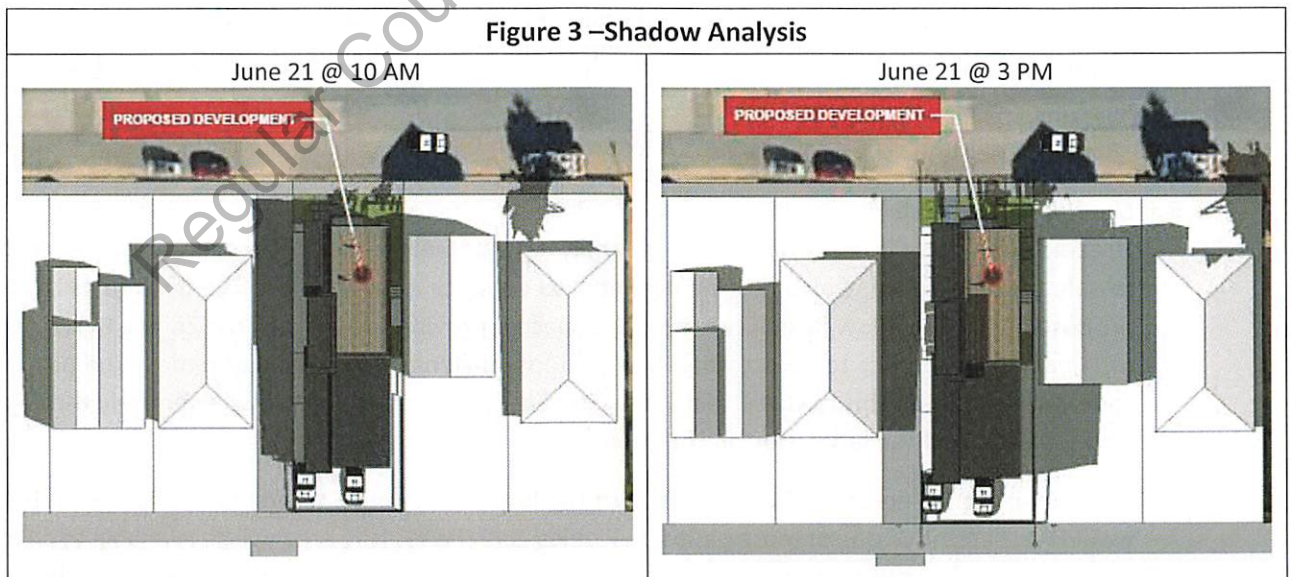 Figure 3 –Shadow Analysis
June 21 @ 10 AM
June 21 @ 3 PM
PROPOSED DEVELOPMENT
PROPOSED DEVELOPMENT
Regular Cou